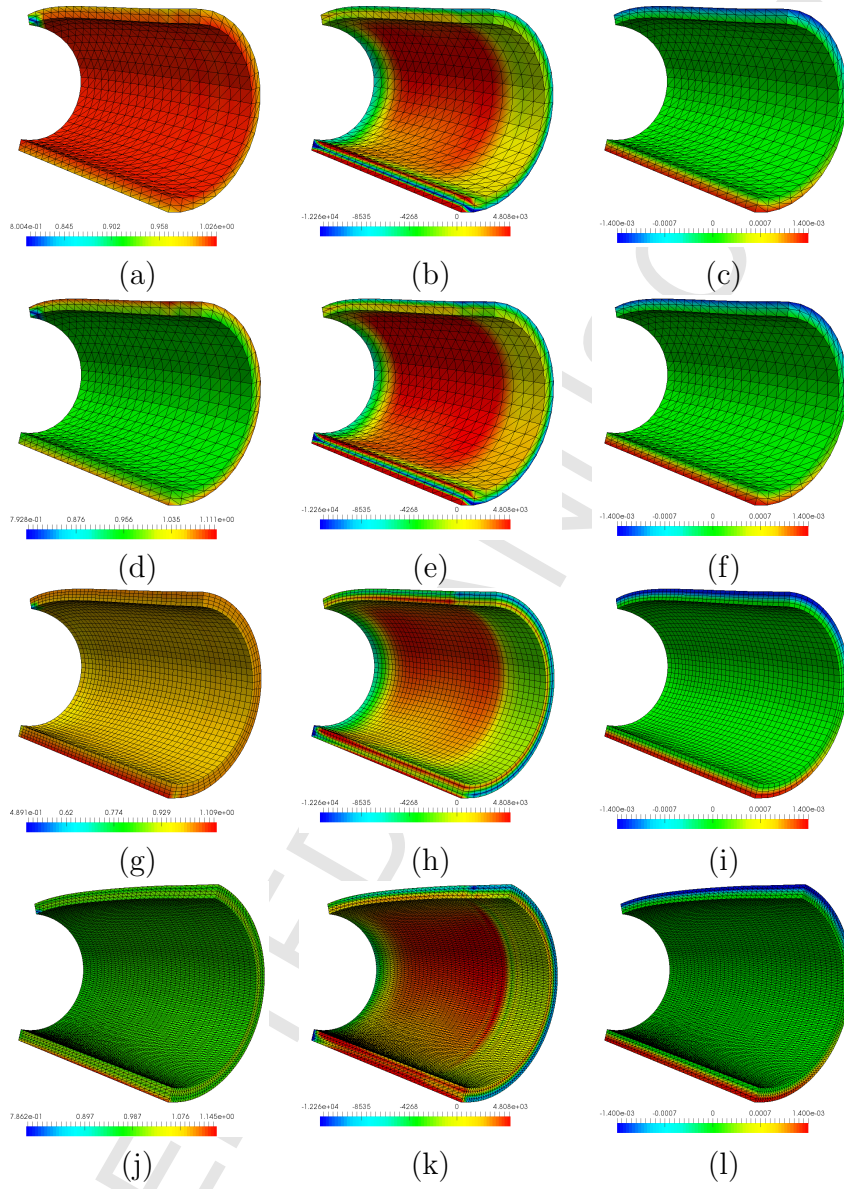 8.004e-01 0.845 0.902 0.958 1.026e+00
-1.226e+04 -8535 -4268 0 4.808e+03
-1.400e-03 -0.0007 0 0.0007 1.400e-03
(a) (b) (c)
7.928e-01 0.876 0.956 1.035 1.111e+00
-1.226e+04 -8535 -4268 0 4.808e+03
-1.400e-03 -0.0007 0 0.0007 1.400e-03
(d) (e) (f)
4.891e-01 0.62 0.774 0.929 1.109e+00
-1.226e+04 -8535 -4268 0 4.808e+03
-1.400e-03 -0.0007 0 0.0007 1.400e-03
(g) (h) (i)
7.862e-01 0.897 0.987 1.076 1.145e+00
-1.226e+04 -8535 -4268 0 4.808e+03
-1.400e-03 -0.0007 0 0.0007 1.400e-03
(j) (k) (l)